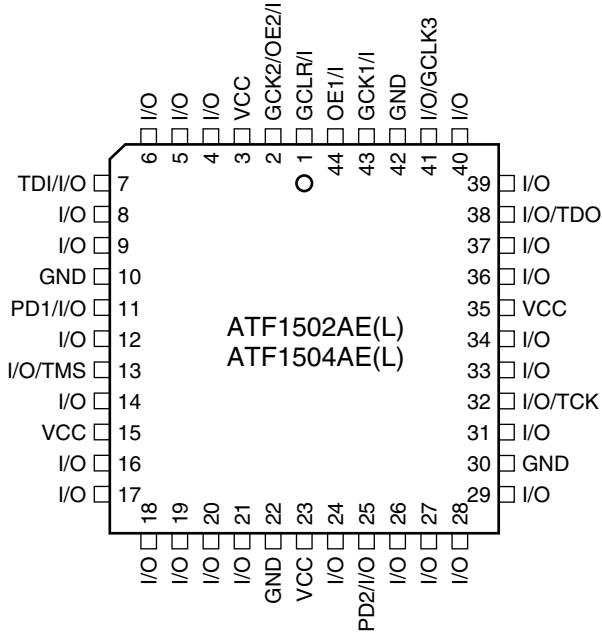 I/O
I/O
I/O
VCC
GCK2/OE2/I
GCLR/I
OE1/I
GCK1/I
GND
I/O/GCLK3
I/O
6
5
4
3
2
1
44
43
42
41
40
TDI/I/O 7
I/O 8
I/O 9
GND 10
PD1/I/O 11
I/O 12
I/O/TMS 13
I/O 14
VCC 15
I/O 16
I/O 17
ATF1502AE(L)
ATF1504AE(L)
39 I/O
38 I/O/TDO
37 I/O
36 I/O
35 VCC
34 I/O
33 I/O
32 I/O/TCK
31 I/O
30 GND
29 I/O
18
19
20
21
22
23
24
25
26
27
28
I/O
I/O
I/O
I/O
GND
VCC
I/O
PD2/I/O
I/O
I/O
I/O